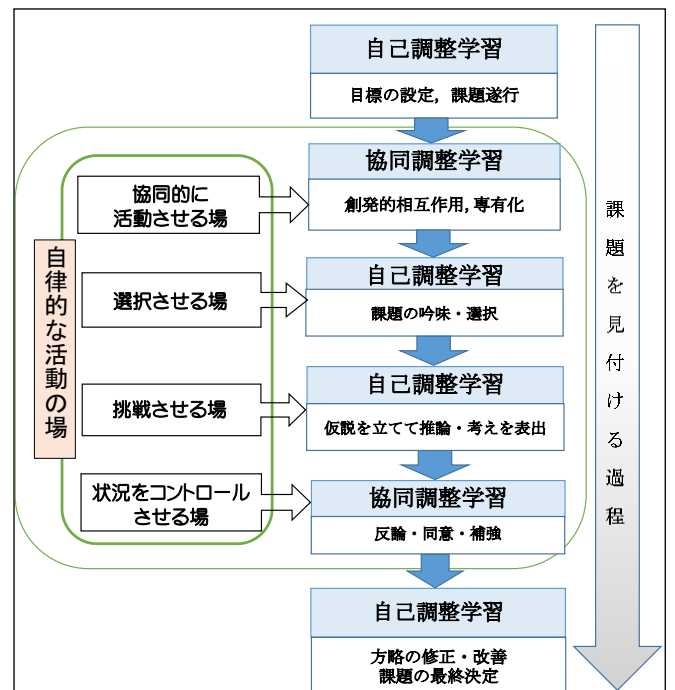 自己調整学習
目標の設定，課題遂行
協同調整学習
創発的相互作用，専有化
協同的に
活動させる場
自己調整学習
課題の吟味・選択
選択させる場
自己調整学習
仮説を立てて推論・考えを表出
挑戦させる場
協同調整学習
反論・同意・補強
状況をコントロール
させる場
自己調整学習
方略の修正・改善
課題の最終決定
自律的な活動の場
課題を見付ける過程